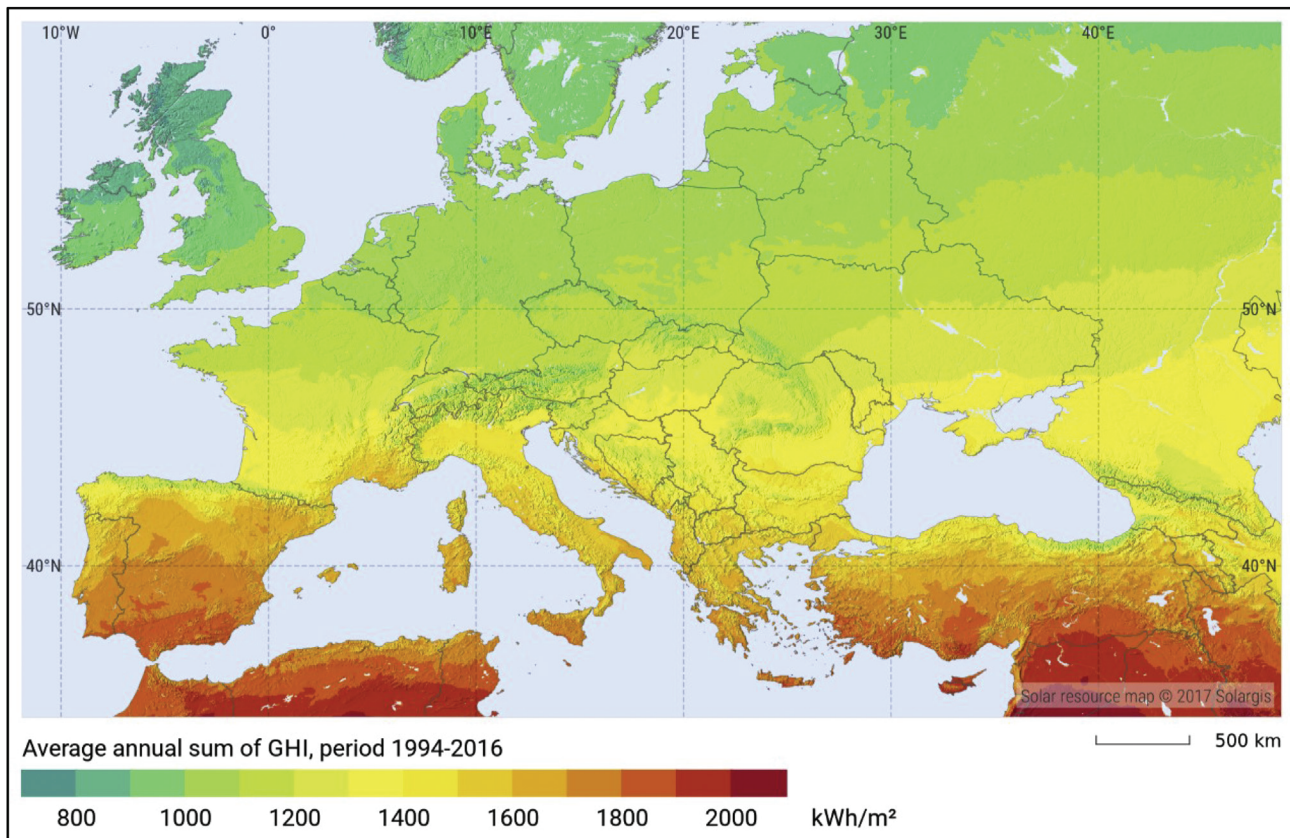 10°W 0° 10°E 20°E 30°E 40°E
50°N 50°N
40°N 40°N
Solar resource map © 2017 Solargis
Average annual sum of GHI, period 1994-2016
500 km
800 1000 1200 1400 1600 1800 2000 kWh/m²